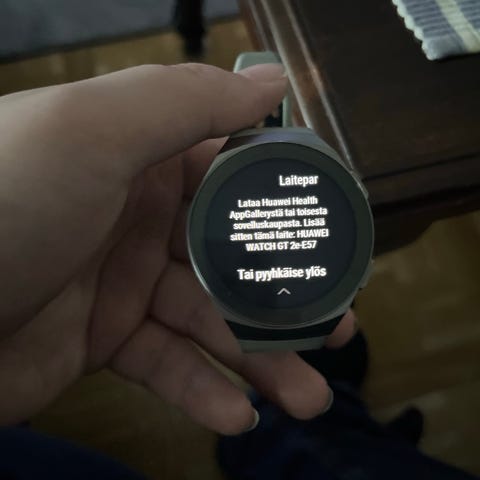 Laitepar
Lataa Huawei Health
AppGallerystä tai toisesta
sovelluskaupasta. Lisää
sitten tämä laite: HUAWEI
WATCH GT 2e-E57
Tai pyyhkäise ylös